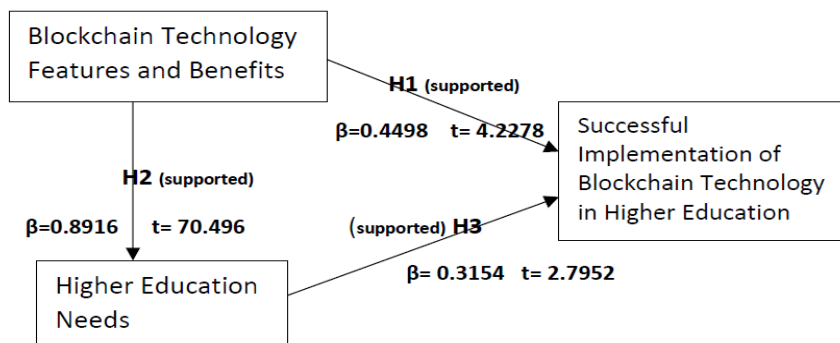 Blockchain Technology
Features and Benefits
H1 (supported)
β=0.4498 t= 4.2278
Successful
Implementation of
Blockchain Technology
in Higher Education
H2 (supported)
β=0.8916 t= 70.496
(supported) H3
β= 0.3154 t= 2.7952
Higher Education
Needs